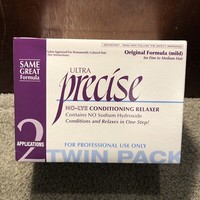 SAME
GREAT
Formula
Original Formula (mild)
for Fine to Medium Hair
ULTRA
precise
NO-LYE CONDITIONING RELAXER
Contains NO Sodium Hydroxide
Conditions and Relaxes in One Step!
2
APPLICATIONS
FOR PROFESSIONAL USE ONLY
TWIN PACK